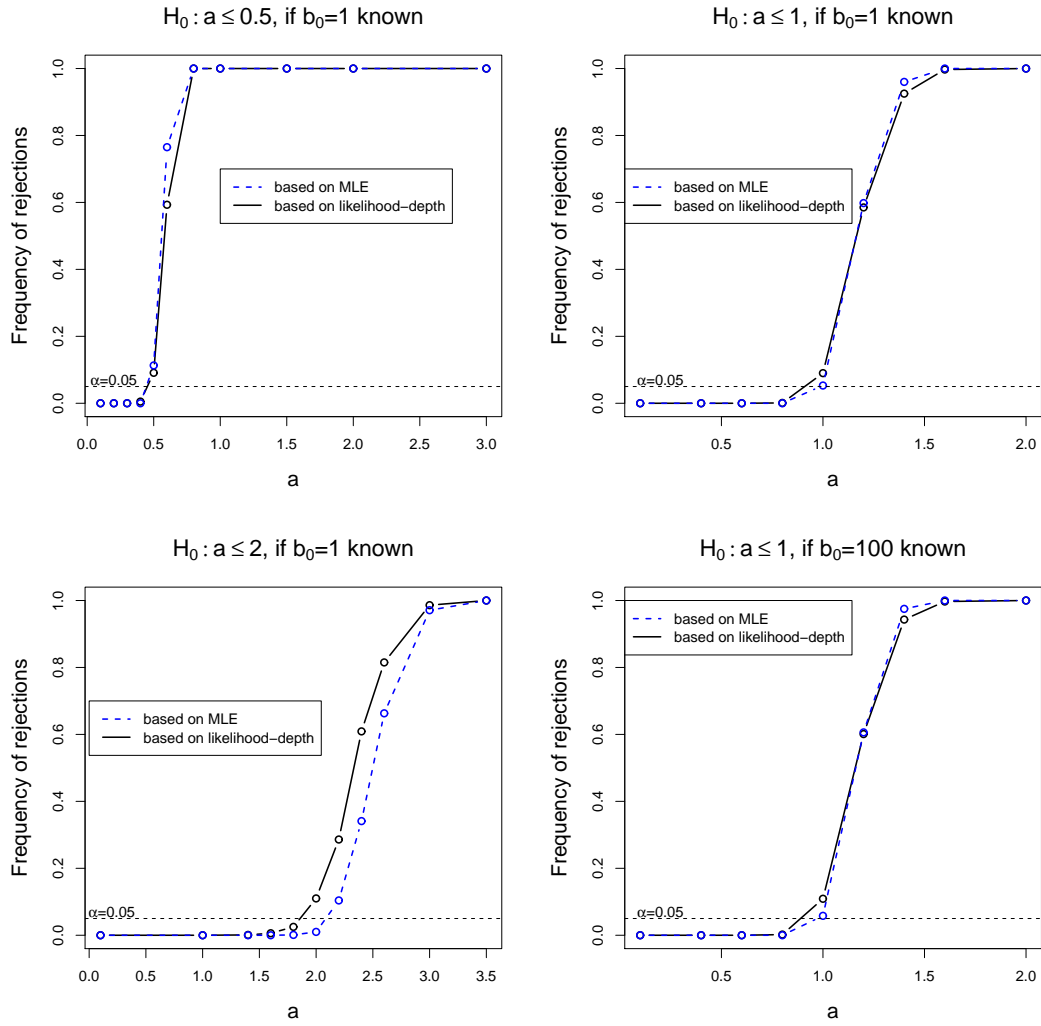 H₀ : a ≤ 0.5, if b₀=1 known
Frequency of rejections
1.0
0.8
0.6
0.4
0.2
0.0
based on MLE
based on likelihood−depth
α=0.05
0.0 0.5 1.0 1.5 2.0 2.5 3.0
a
H₀ : a ≤ 1, if b₀=1 known
Frequency of rejections
1.0
0.8
0.6
0.4
0.2
0.0
based on MLE
based on likelihood−depth
α=0.05
0.5 1.0 1.5 2.0
a
H₀ : a ≤ 2, if b₀=1 known
Frequency of rejections
1.0
0.8
0.6
0.4
0.2
0.0
based on MLE
based on likelihood−depth
α=0.05
0.0 0.5 1.0 1.5 2.0 2.5 3.0 3.5
a
H₀ : a ≤ 1, if b₀=100 known
Frequency of rejections
1.0
0.8
0.6
0.4
0.2
0.0
based on MLE
based on likelihood−depth
α=0.05
0.5 1.0 1.5 2.0
a